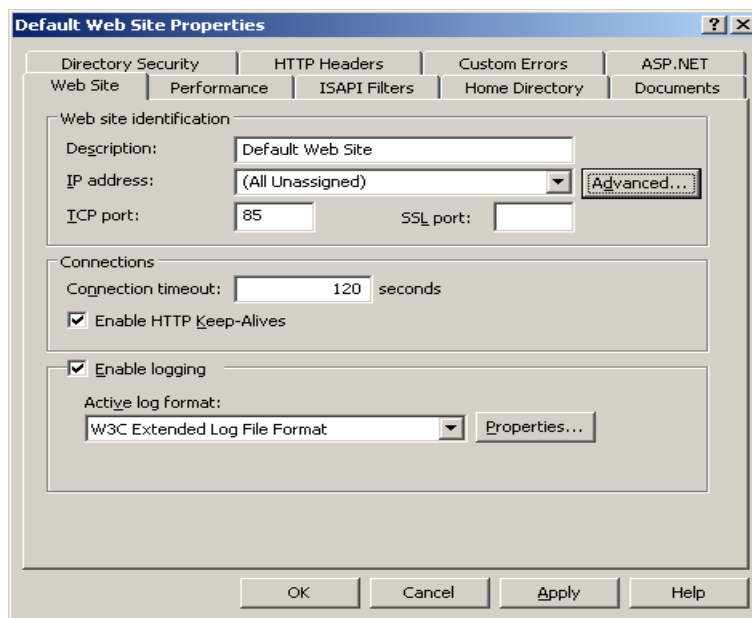 Default Web Site Properties
Directory Security HTTP Headers Custom Errors ASP.NET
Web Site Performance ISAPI Filters Home Directory Documents
Web site identification
Description: Default Web Site
IP address: (All Unassigned) Advanced...
TCP port: 85 SSL port:
Connections
Connection timeout: 120 seconds
Enable HTTP Keep-Alives
Enable logging
Active log format:
W3C Extended Log File Format Properties...
OK Cancel Apply Help